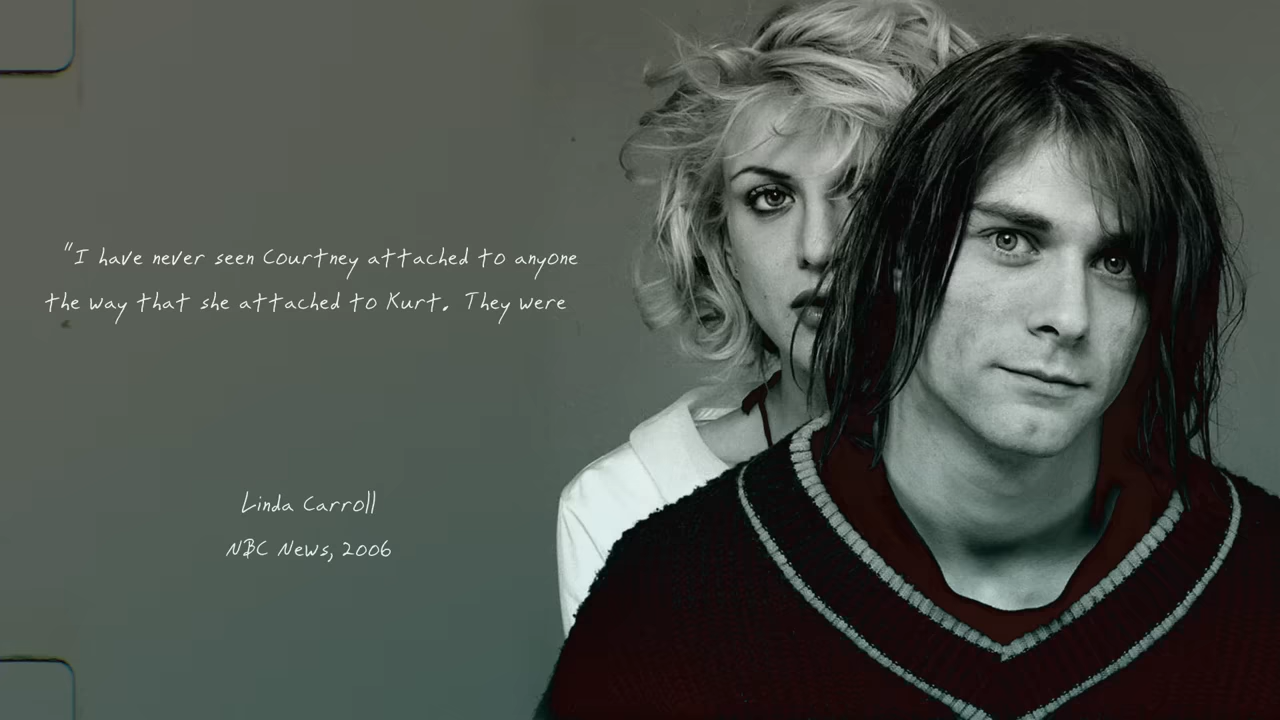 "I have never seen Courtney attached to anyone
the way that she attached to Kurt. They were
Linda Carroll
NBC News, 2006